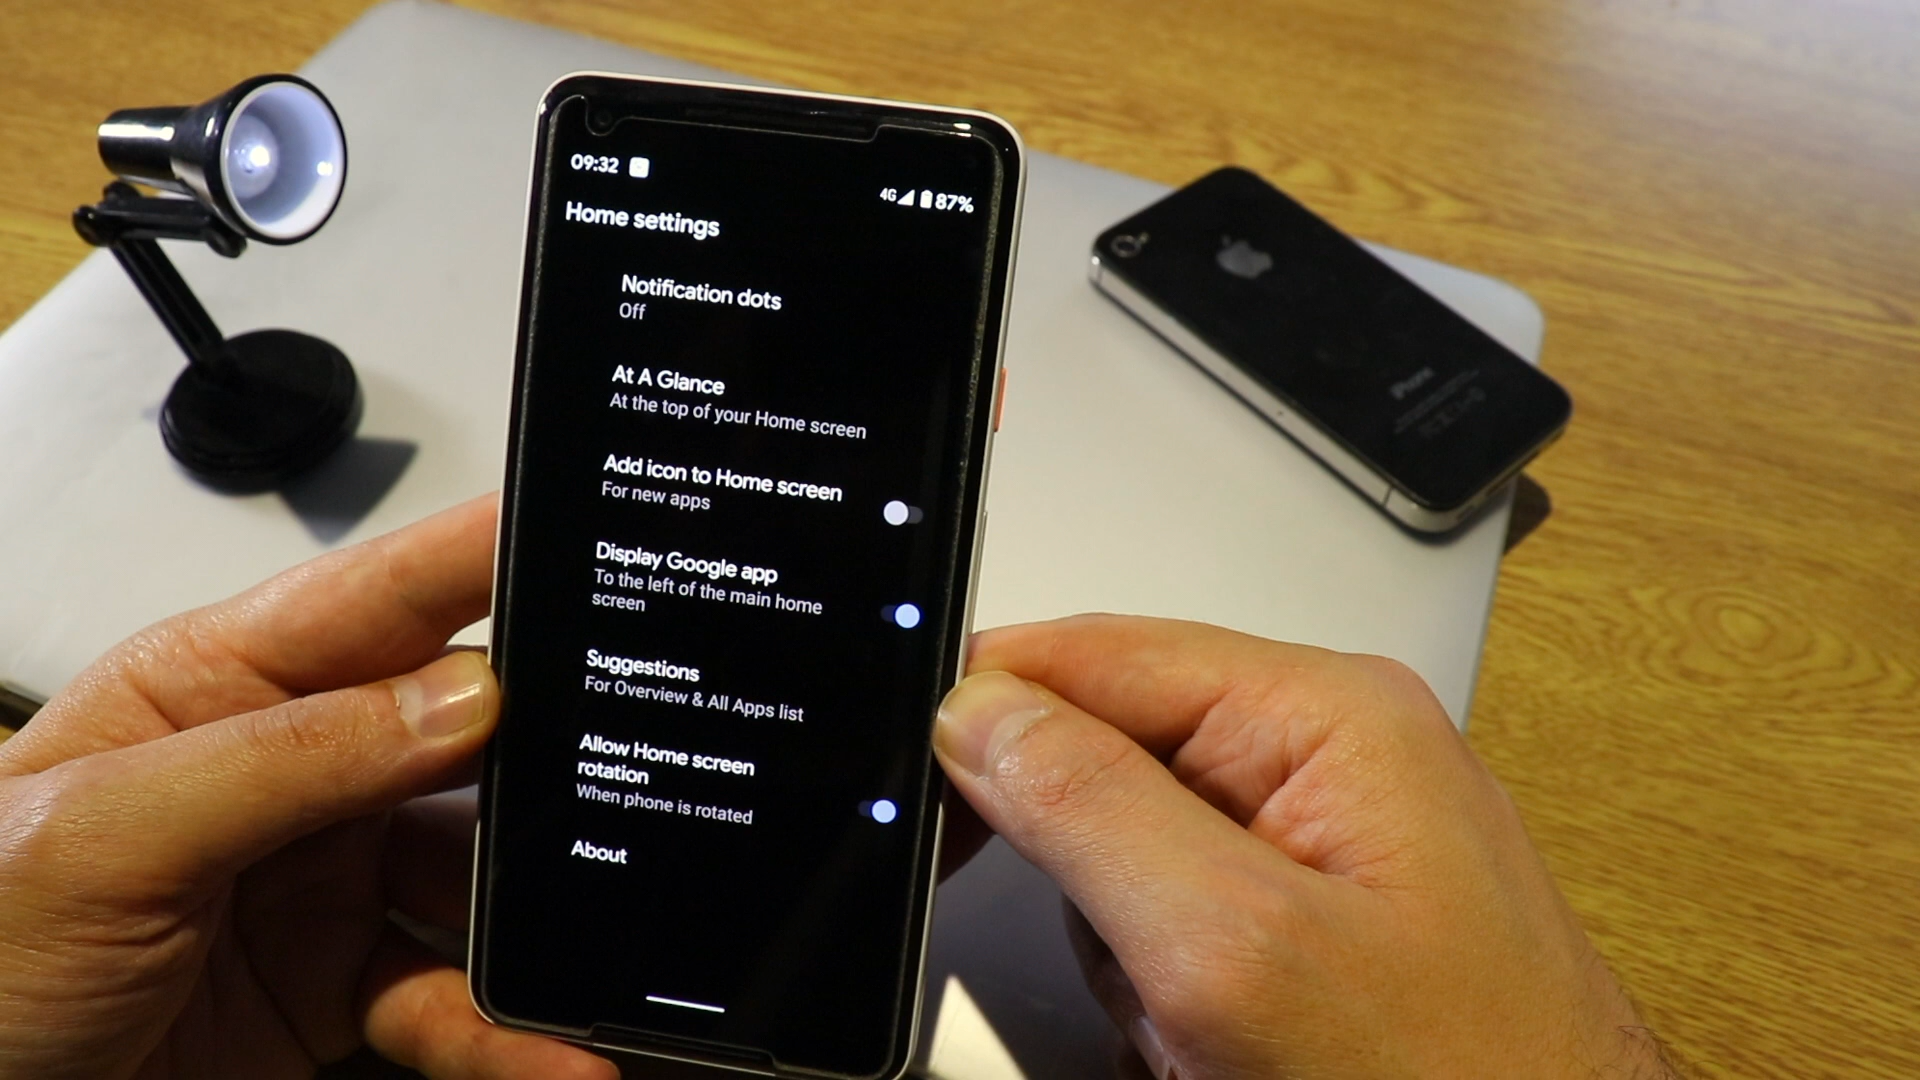 09:32
4G 87%
Home settings
Notification dots
Off
At A Glance
At the top of your Home screen
Add icon to Home screen
For new apps
Display Google app
To the left of the main home
screen
Suggestions
For Overview & All Apps list
Allow Home screen
rotation
When phone is rotated
About
iPhone